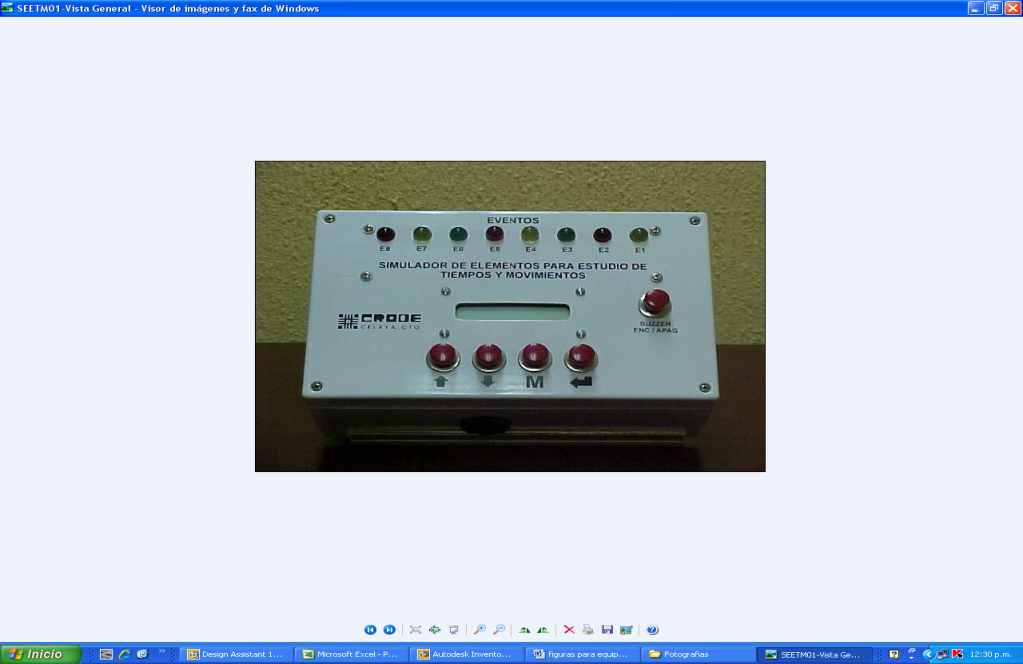 SEETM01-Vista General - Visor de imágenes y fax de Windows
EVENTOS
E8 E7 E6 E5 E4 E3 E2 E1
SIMULADOR DE ELEMENTOS PARA ESTUDIO DE
TIEMPOS Y MOVIMIENTOS
CRODE
CELAYA, GTO.
BUZZER
ENC / APAG
M
Inicio
Design Assistant 1...
Microsoft Excel - P...
Autodesk Invento...
figuras para equip...
Fotografias
SEETM01-Vista Ge...
12:30 p.m.